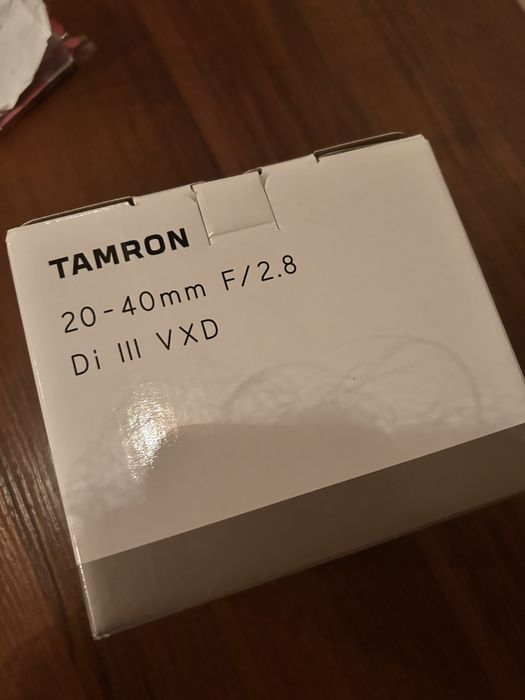 TAMRON
20-40mm F/2.8
Di III VXD